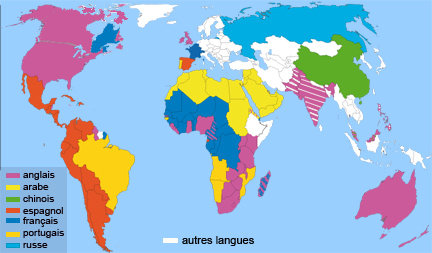 anglais
arabe
chinois
espagnol
français
portugais
russe
autres langues